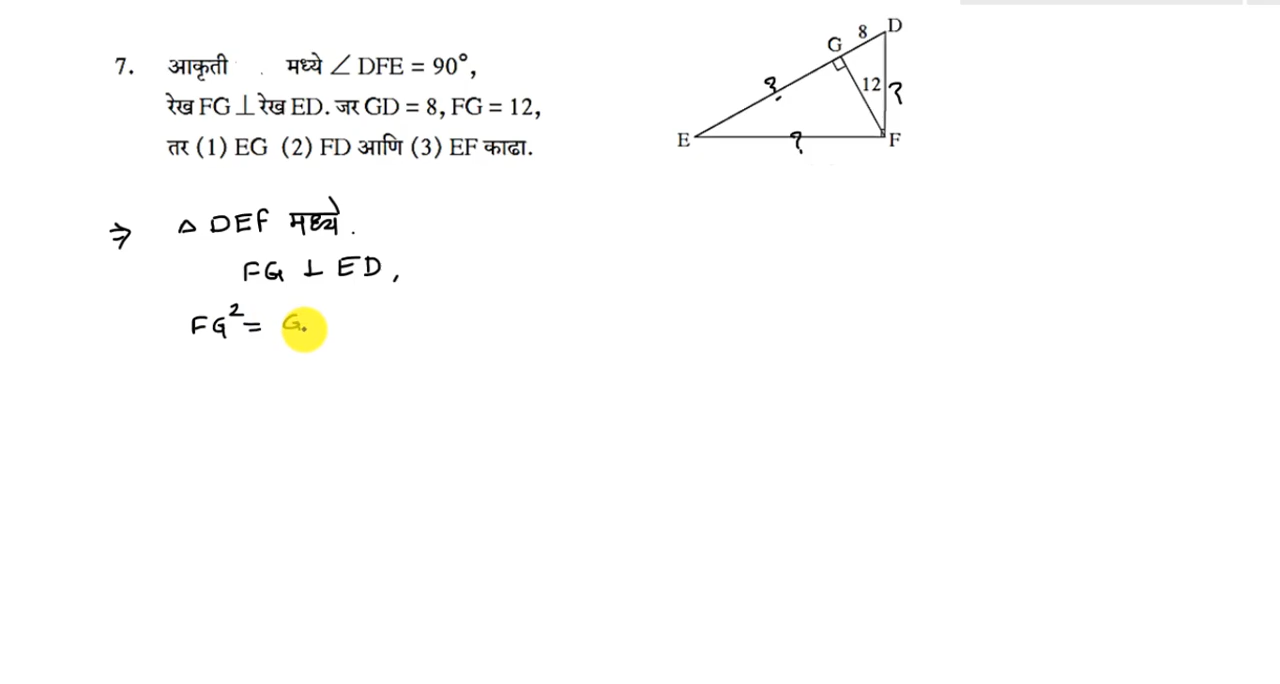 7. आकृती . मध्ये ∠ DFE = 90°,
रेख FG ⊥ रेख ED. जर GD = 8, FG = 12,
तर (1) EG (2) FD आणि (3) EF काढा.
D
8
G
12
?
?
E
?
F
⇒ △ DEF मध्ये.
FG ⊥ ED,
FG² = G.